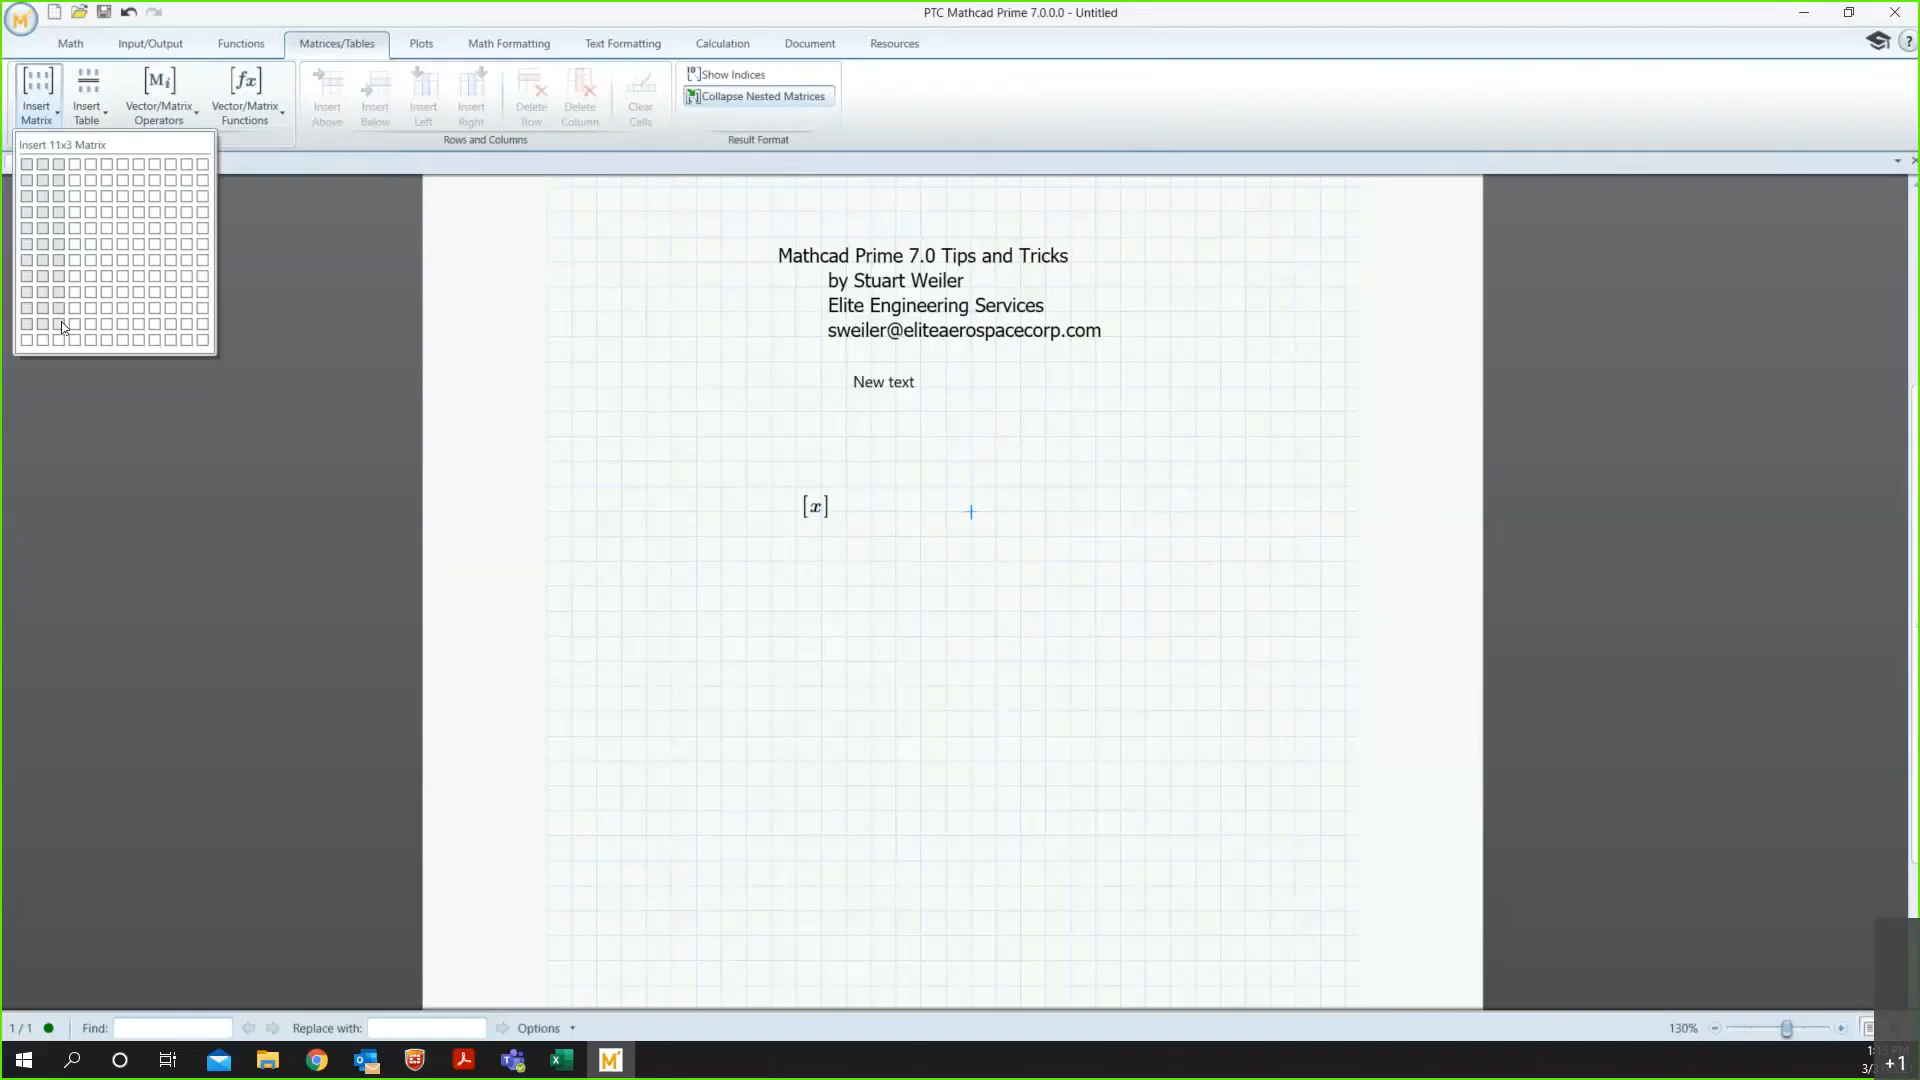 PTC Mathcad Prime 7.0.0.0 - Untitled
Math Input/Output Functions Matrices/Tables Plots Math Formatting Text Formatting Calculation Document Resources
Insert Matrix
Insert Table
Vector/Matrix Operators
Vector/Matrix Functions
Insert Above
Insert Below
Insert Left
Insert Right
Delete Row
Delete Column
Clear Cells
Rows and Columns
Show Indices
Collapse Nested Matrices
Result Format
Insert 11x3 Matrix
Mathcad Prime 7.0 Tips and Tricks
by Stuart Weiler
Elite Engineering Services
sweiler@eliteaerospacecorp.com
New text
[x]
1 / 1 Find: Replace with: Options 130%
+1